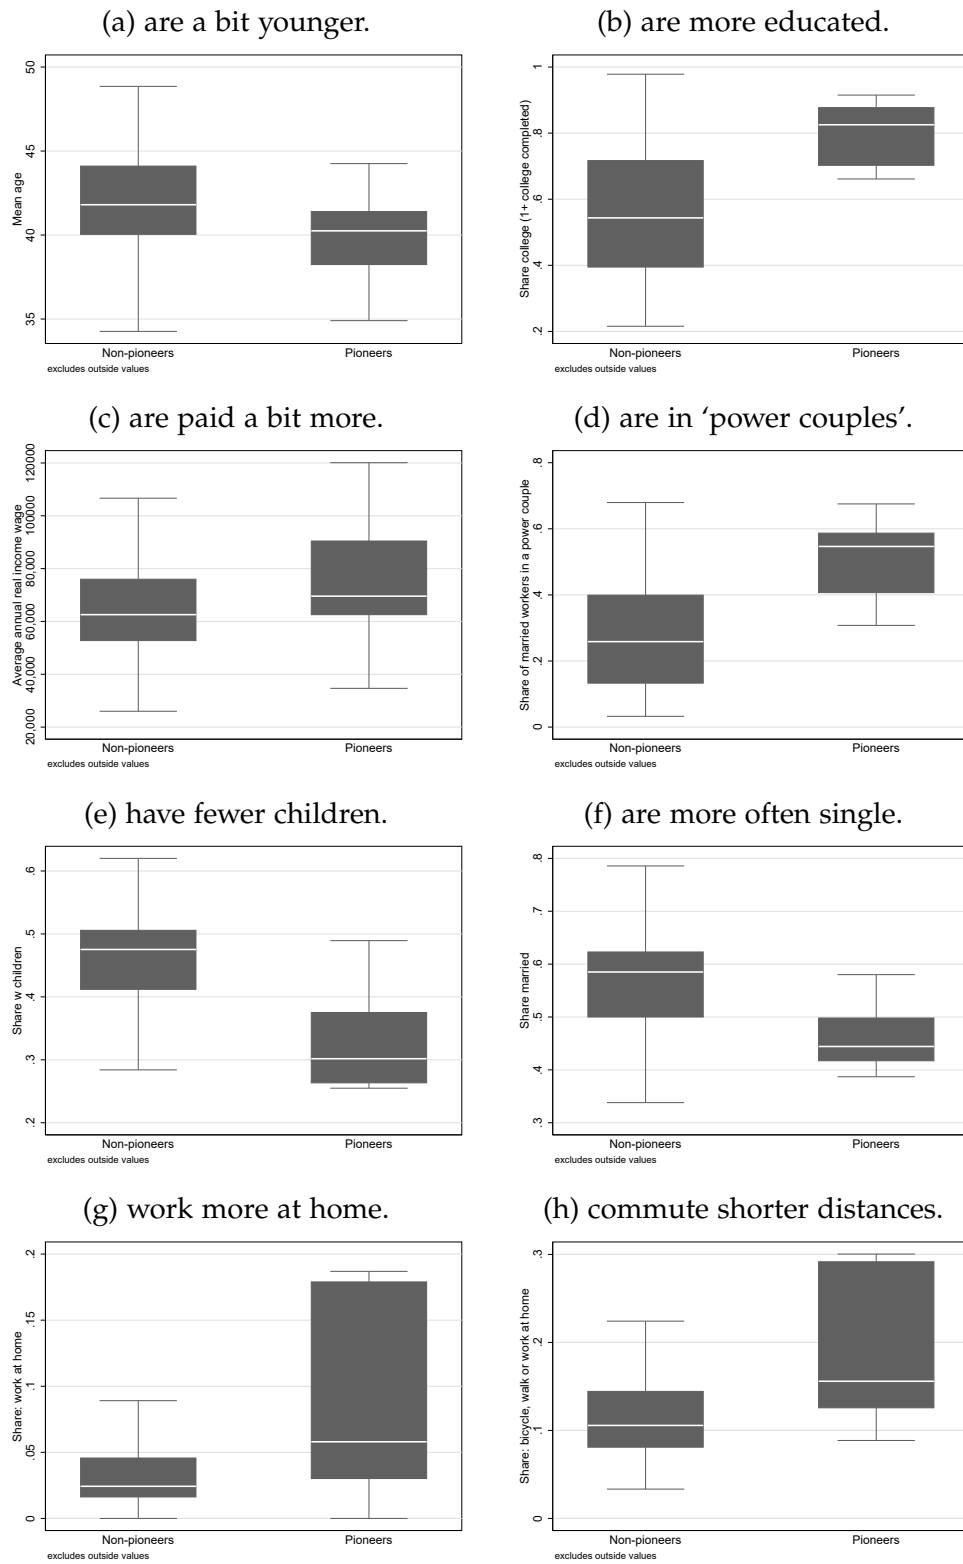 (a) are a bit younger.
(b) are more educated.
50
45
40
35
Mean age
Non-pioneers
Pioneers
excludes outside values
1
.8
.6
.4
.2
Share college (1+ college completed)
Non-pioneers
Pioneers
excludes outside values
(c) are paid a bit more.
(d) are in ‘power couples’.
120000
100000
80,000
60,000
40,000
20,000
Average annual real income wage
Non-pioneers
Pioneers
excludes outside values
.8
.6
.4
.2
0
Share of married workers in a power couple
Non-pioneers
Pioneers
excludes outside values
(e) have fewer children.
(f) are more often single.
.6
.5
.4
.3
.2
Share w children
Non-pioneers
Pioneers
excludes outside values
.8
.7
.6
.5
.4
.3
Share married
Non-pioneers
Pioneers
excludes outside values
(g) work more at home.
(h) commute shorter distances.
.2
.15
.1
.05
0
Share: work at home
Non-pioneers
Pioneers
excludes outside values
.3
.2
.1
0
Share: bicycle, walk or work at home
Non-pioneers
Pioneers
excludes outside values